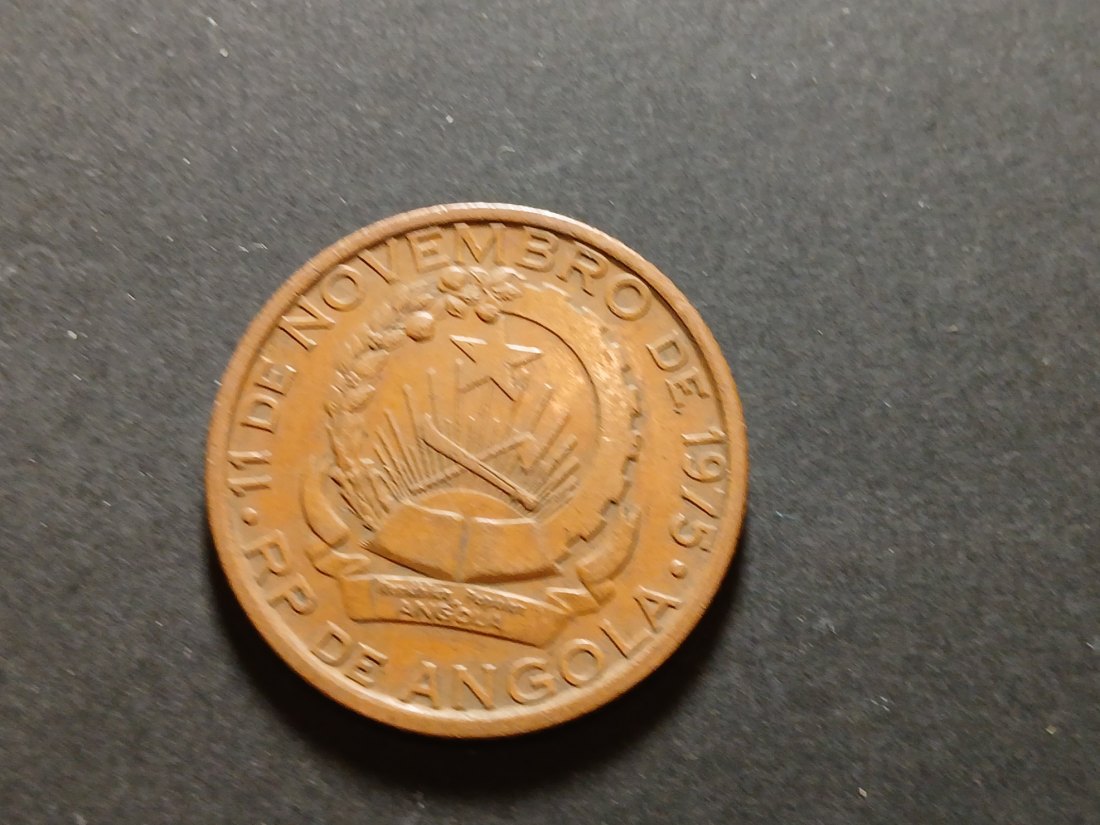 11 DE NOVEMBRO DE 1975
RP DE ANGOLA
ANGOLA